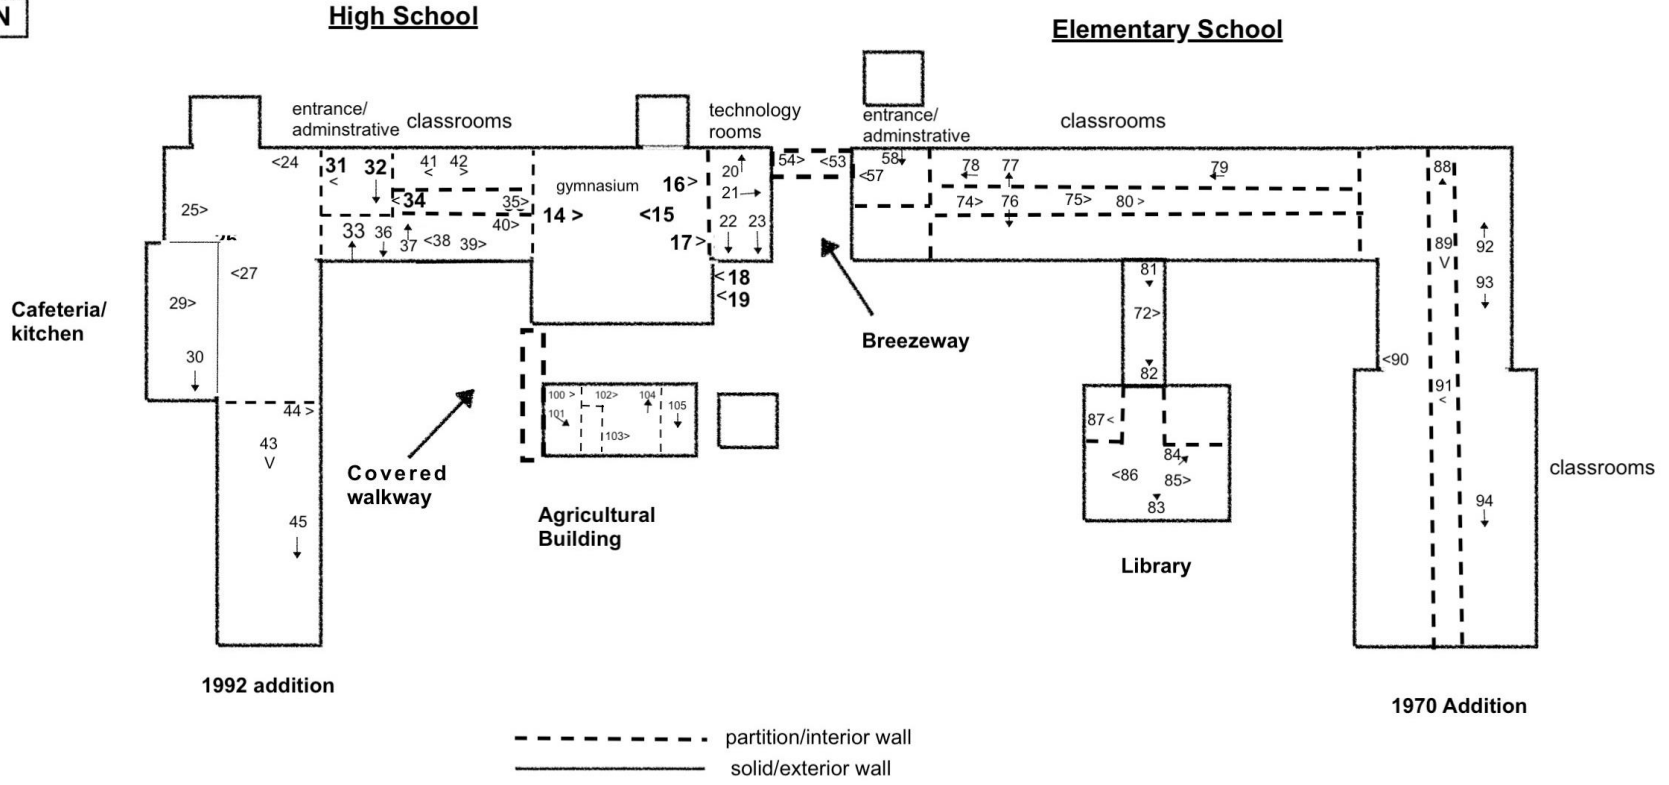 N
High School
Elementary School
entrance/
adminstrative
classrooms
technology
rooms
entrance/
adminstrative
classrooms
<24
31
<
32
41
<
42
>
gymnasium
16>
20
54>
<53
58
<57
78
77
79
88
25>
<34
35>
14 >
<15
21
74>
76
75>
80 >
33
36
37
<38
39>
40>
17>
22
23
89
V
92
<27
<18
<19
81
93
Cafeteria/
kitchen
29>
30
72>
Breezeway
82
<90
91
<
44 >
43
V
100 >
101
102>
103>
104
105
87<
84
<86
85>
83
45
Covered
walkway
classrooms
94
Agricultural
Building
Library
1992 addition
1970 Addition
partition/interior wall
solid/exterior wall